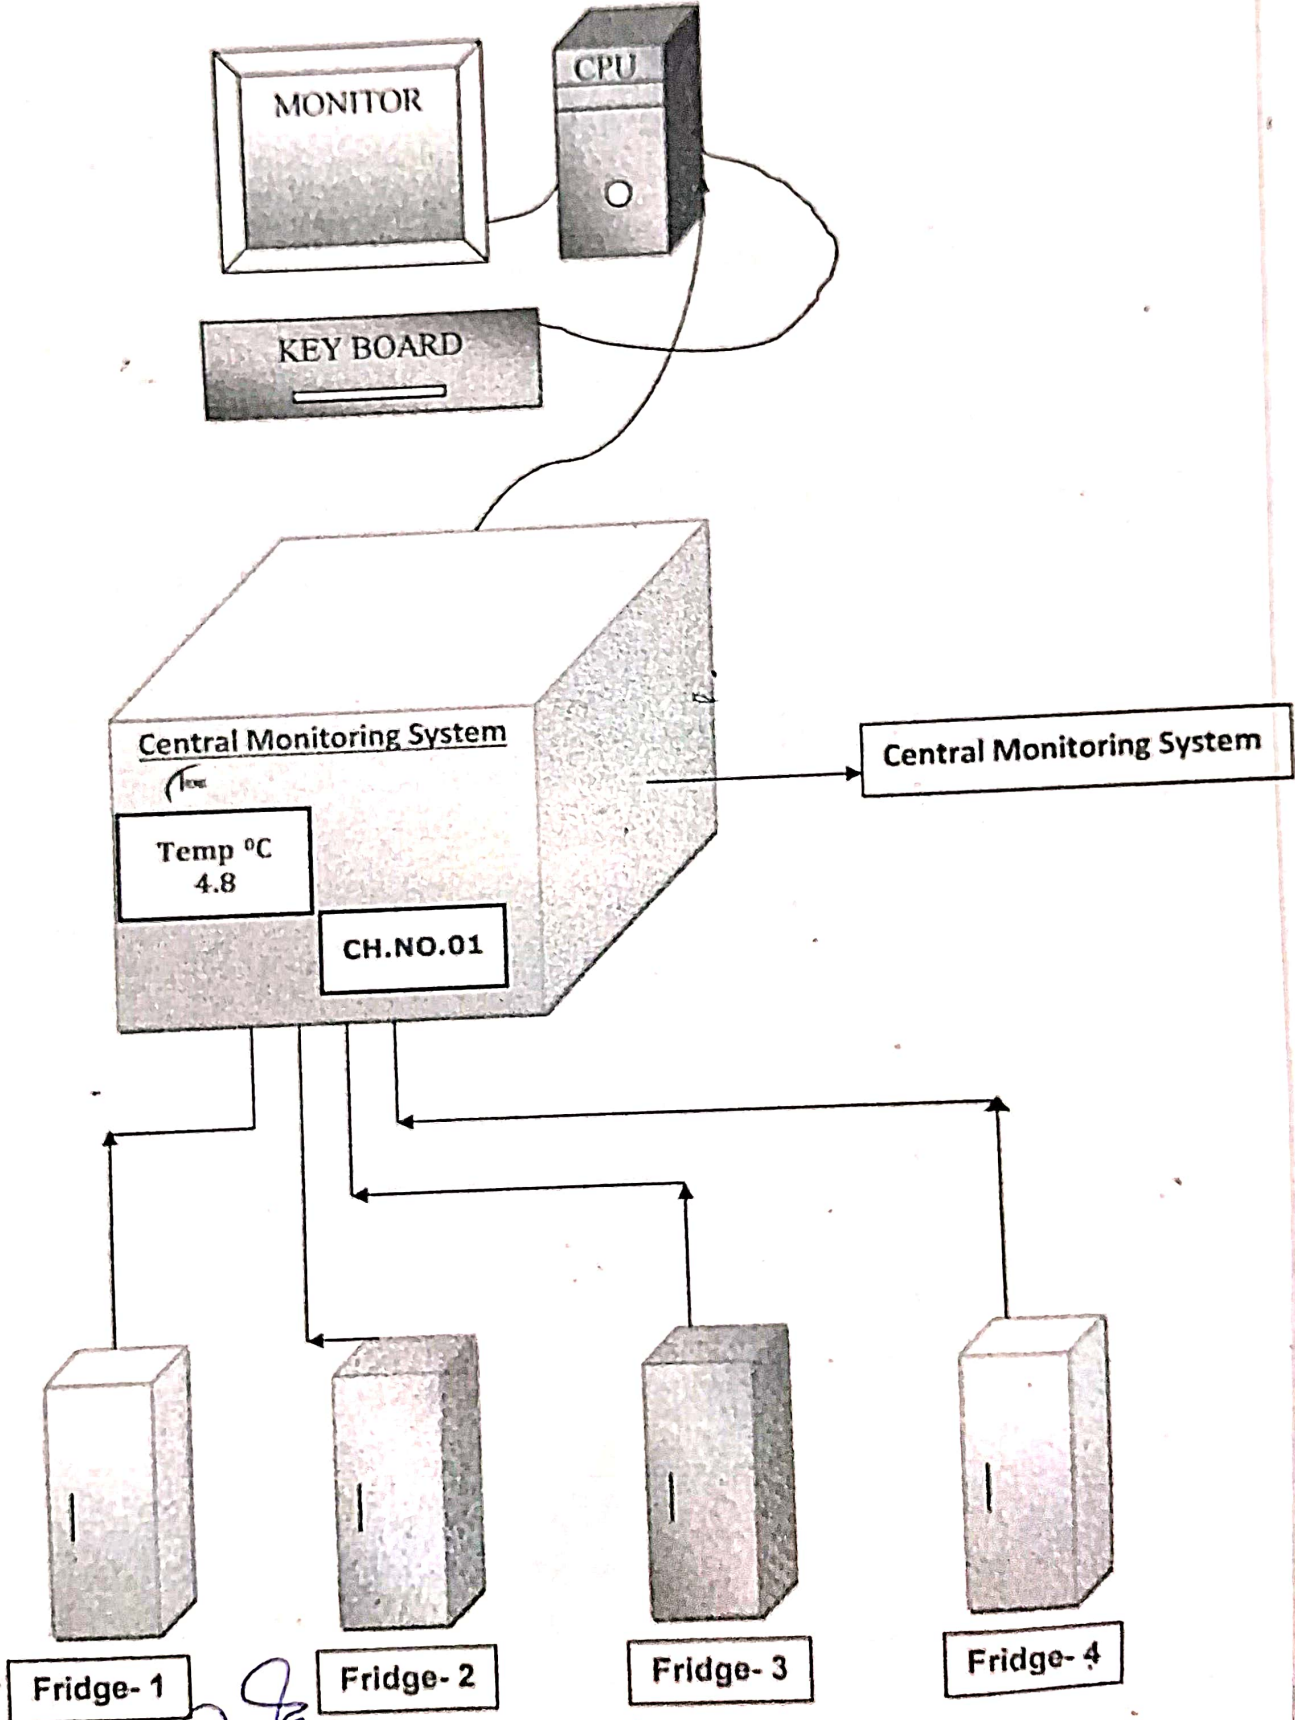 MONITOR
CPU
KEY BOARD
Central Monitoring System
Temp ⁰C
4.8
CH.NO.01
Central Monitoring System
Fridge- 1
Fridge- 2
Fridge- 3
Fridge- 4